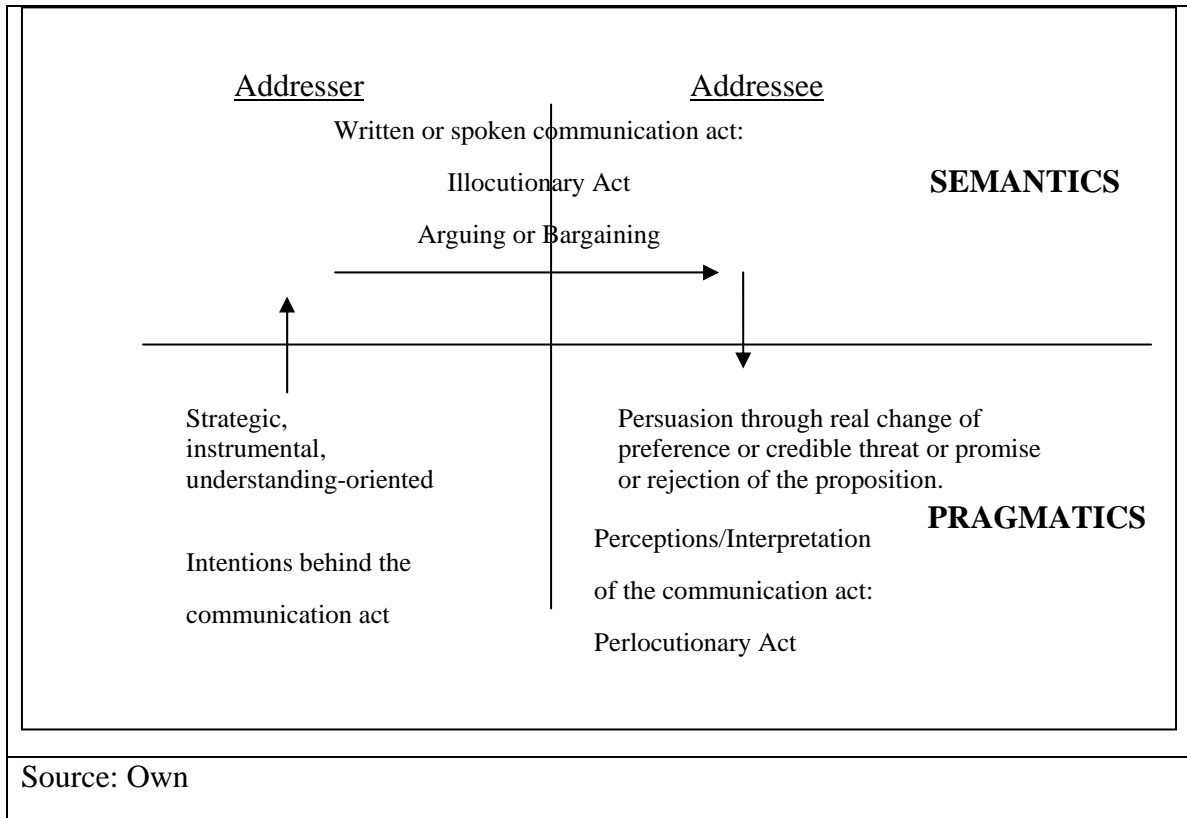 Addresser
Addressee
Written or spoken communication act:
Illocutionary Act
SEMANTICS
Arguing or Bargaining
Strategic,
instrumental,
understanding-oriented
Intentions behind the
communication act
Persuasion through real change of
preference or credible threat or promise
or rejection of the proposition.
PRAGMATICS
Perceptions/Interpretation
of the communication act:
Perlocutionary Act
Source: Own